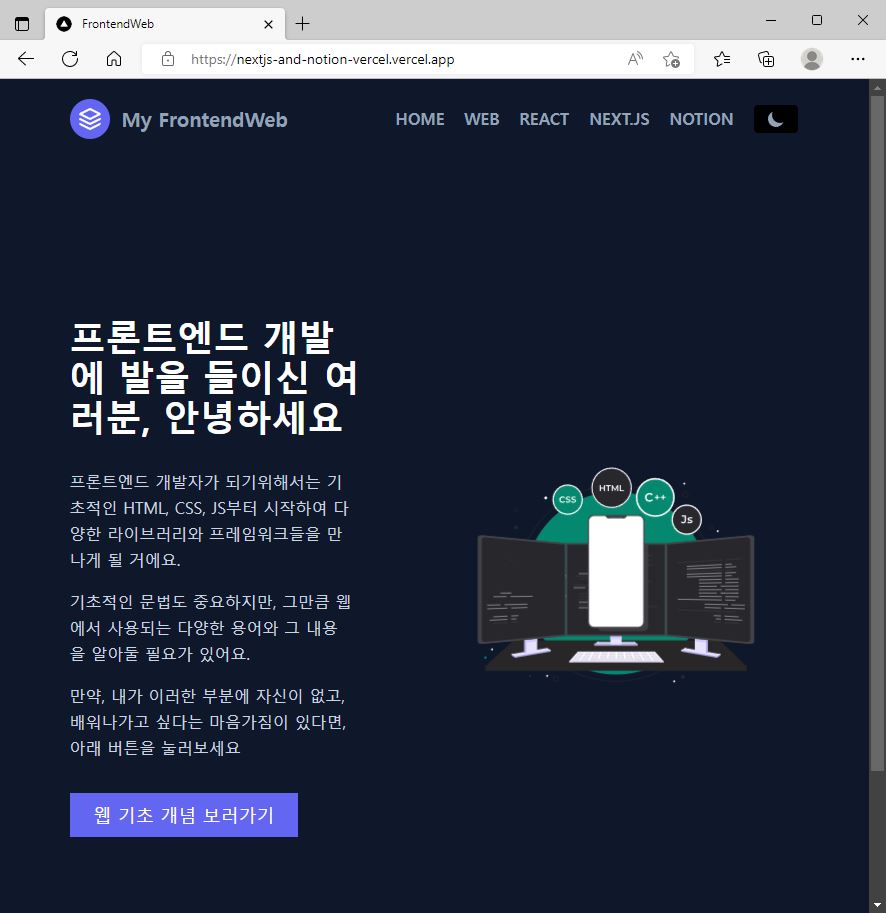 FrontendWeb
https://nextjs-and-notion-vercel.vercel.app
My FrontendWeb
HOME WEB REACT NEXT.JS NOTION
프론트엔드 개발
에 발을 들이신 여
러분, 안녕하세요
프론트엔드 개발자가 되기위해서는 기
초적인 HTML, CSS, JS부터 시작하여 다
양한 라이브러리와 프레임워크들을 만
나게 될 거에요.
기초적인 문법도 중요하지만, 그만큼 웹
에서 사용되는 다양한 용어와 그 내용
을 알아둘 필요가 있어요.
만약, 내가 이러한 부분에 자신이 없고,
배워나가고 싶다는 마음가짐이 있다면,
아래 버튼을 눌러보세요
웹 기초 개념 보러가기
CSS
HTML
C++
Js